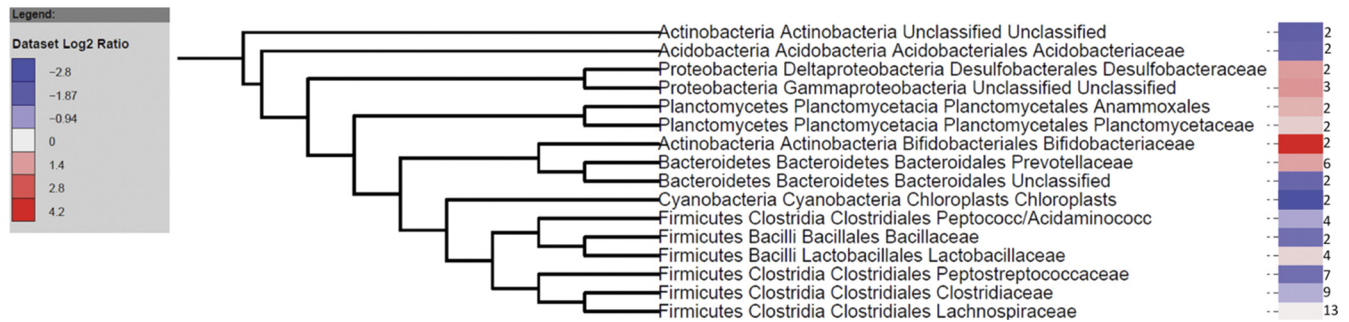 Legend:
Dataset Log2 Ratio
−2.8
−1.87
−0.94
0
1.4
2.8
4.2
Actinobacteria Actinobacteria Unclassified Unclassified 2
Acidobacteria Acidobacteria Acidobacteriales Acidobacteriaceae 2
Proteobacteria Deltaproteobacteria Desulfobacterales Desulfobacteraceae 2
Proteobacteria Gammaproteobacteria Unclassified Unclassified 3
Planctomycetes Planctomycetacia Planctomycetales Anammoxales 2
Planctomycetes Planctomycetacia Planctomycetales Planctomycetaceae 2
Actinobacteria Actinobacteria Bifidobacteriales Bifidobacteriaceae 2
Bacteroidetes Bacteroidetes Bacteroidales Prevotellaceae 6
Bacteroidetes Bacteroidetes Bacteroidales Unclassified 2
Cyanobacteria Cyanobacteria Chloroplasts Chloroplasts 2
Firmicutes Clostridia Clostridiales Peptococc/Acidaminococc 4
Firmicutes Bacilli Bacillales Bacillaceae 2
Firmicutes Bacilli Lactobacillales Lactobacillaceae 4
Firmicutes Clostridia Clostridiales Peptostreptococcaceae 7
Firmicutes Clostridia Clostridiales Clostridiaceae 9
Firmicutes Clostridia Clostridiales Lachnospiraceae 13